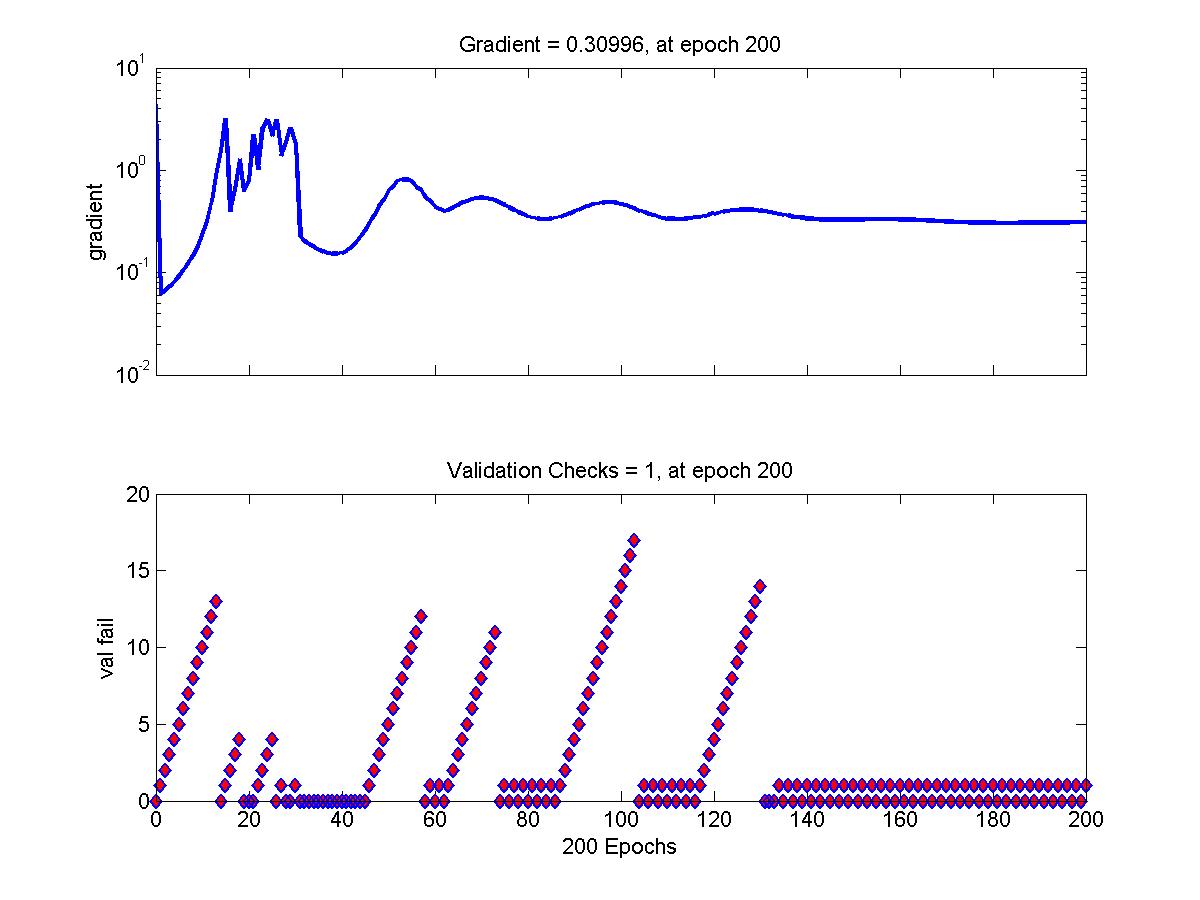 Gradient = 0.30996, at epoch 200
10^1
10^0
10^-1
10^-2
gradient
Validation Checks = 1, at epoch 200
20
15
10
5
0
val fail
0 20 40 60 80 100 120 140 160 180 200
200 Epochs